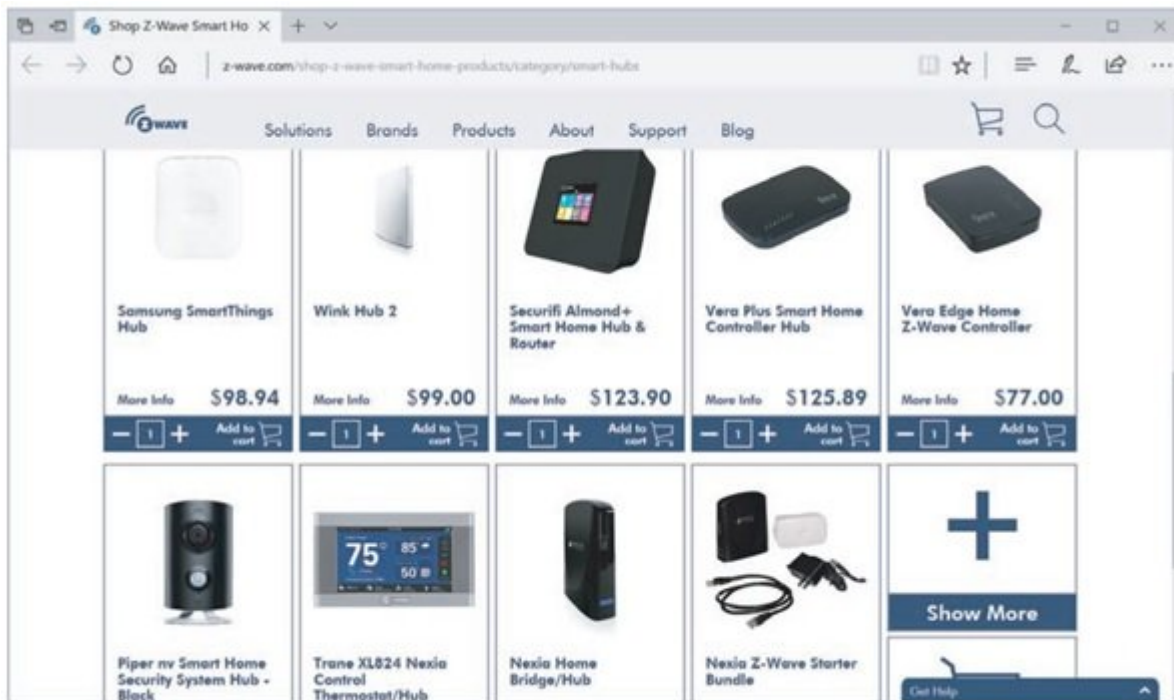 Shop Z-Wave Smart Ho
z-wave.com/shop-z-wave-smart-home-products/category/smart-hubs
Z WAVE
Solutions Brands Products About Support Blog
Samsung SmartThings
Hub
More Info $98.94
1 Add to
cart
Wink Hub 2
More Info $99.00
1 Add to
cart
Securifi Almond+
Smart Home Hub &
Router
More Info $123.90
1 Add to
cart
Vera Plus Smart Home
Controller Hub
More Info $125.89
1 Add to
cart
Vera Edge Home
Z-Wave Controller
More Info $77.00
1 Add to
cart
Piper nv Smart Home
Security System Hub -
Black
75° 85°
50
Trane XL824 Nexia
Control
Thermostat/Hub
Nexia Home
Bridge/Hub
Nexia Z-Wave Starter
Bundle
Show More
Get Help